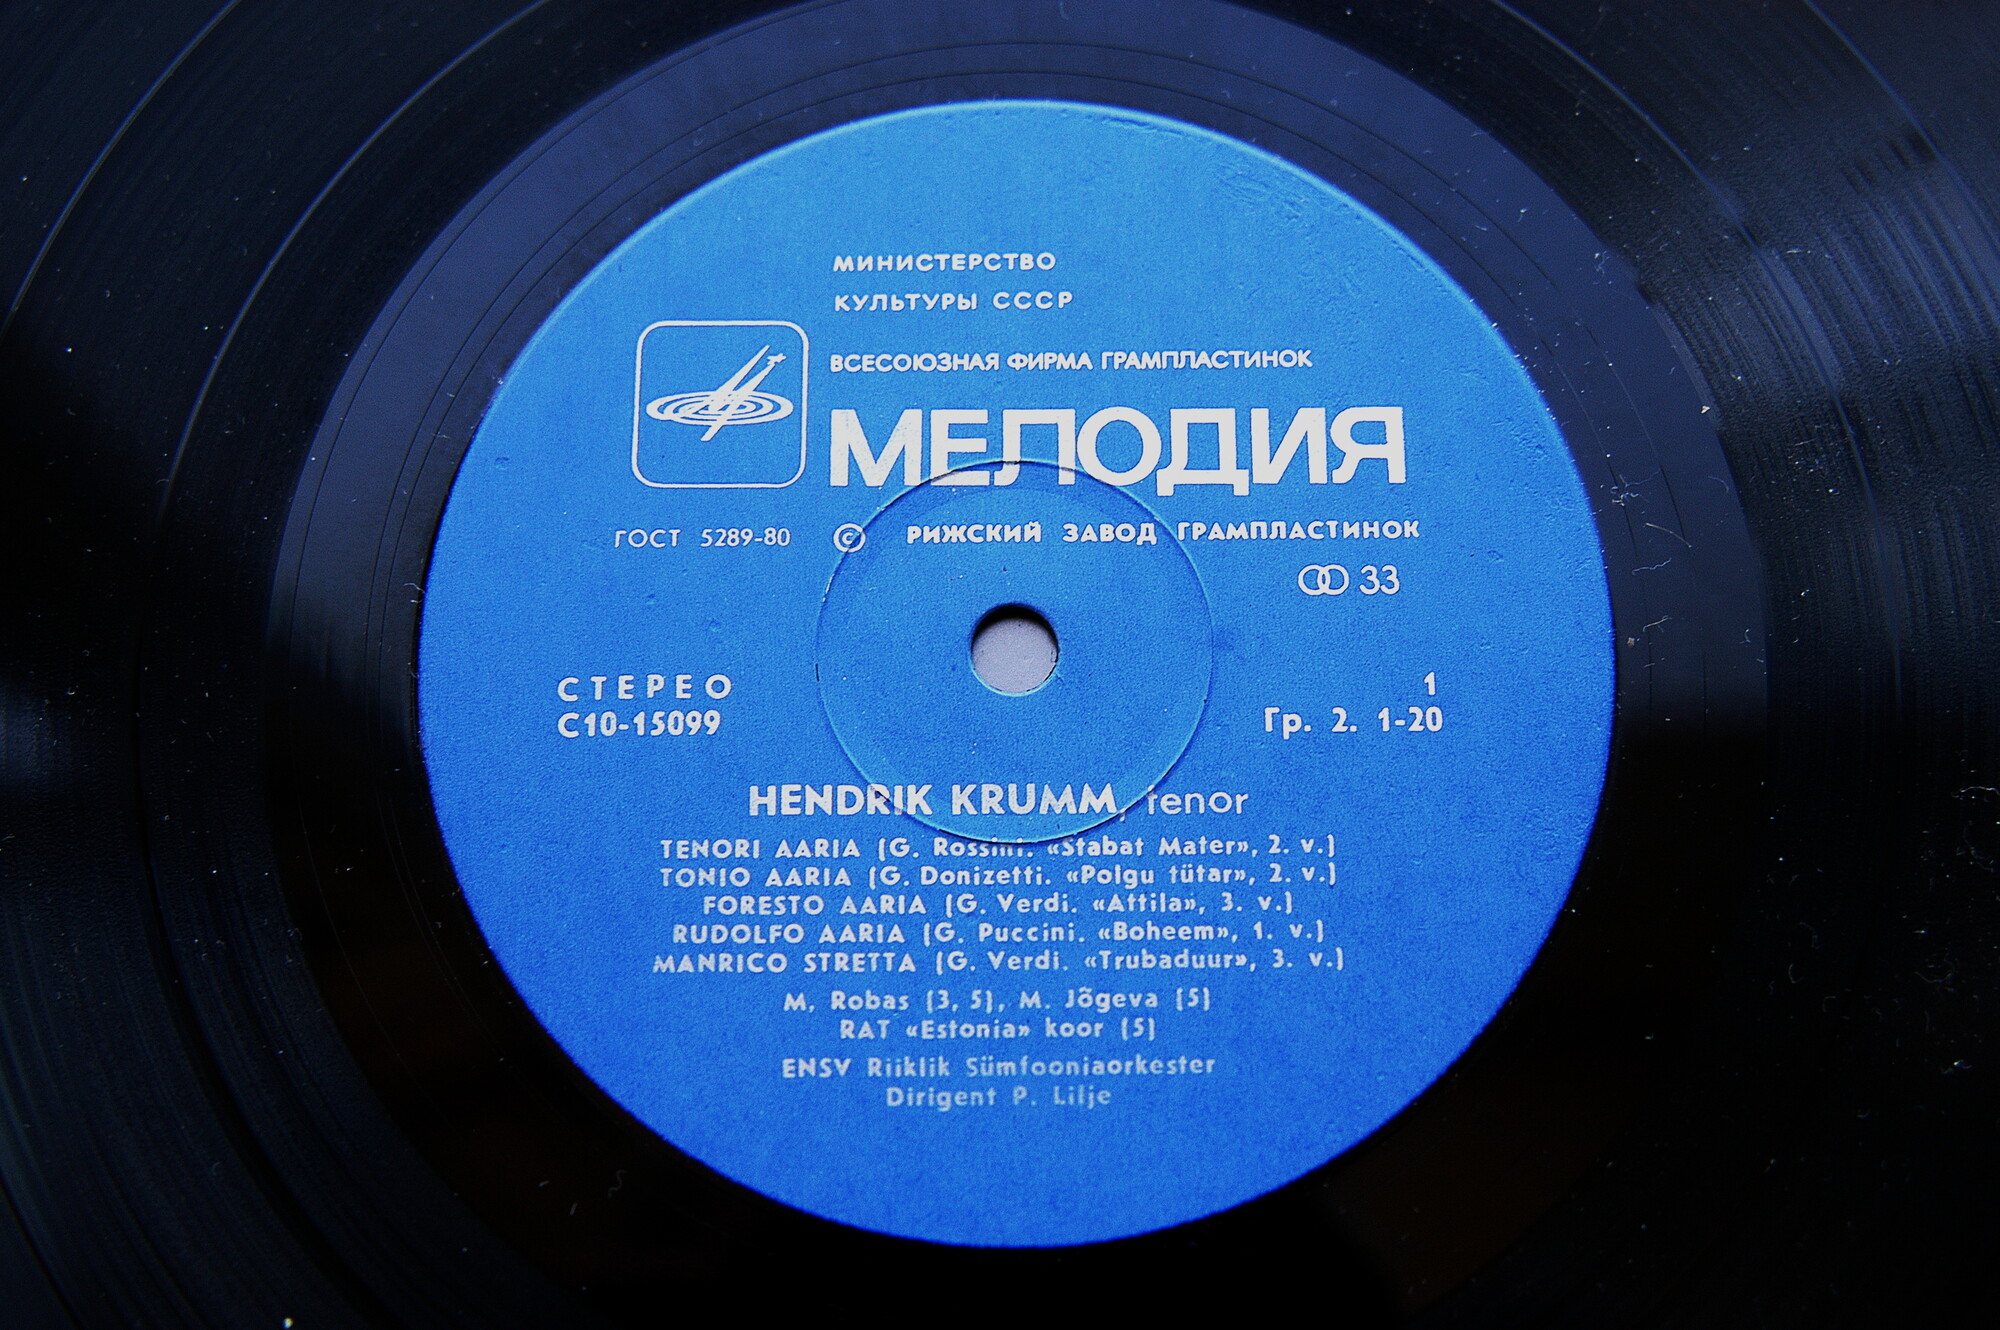 МИНИСТЕРСТВО
КУЛЬТУРЫ СССР
ВСЕСОЮЗНАЯ ФИРМА ГРАМПЛАСТИНОК
МЕЛОДИЯ
ГОСТ 5289-80 © РИЖСКИЙ ЗАВОД ГРАМПЛАСТИНОК
33
СТЕРЕО 1
С10-15099 Гр. 2. 1-20
HENDRIK KRUMM, tenor
TENORI AARIA (G. Rossini. «Stabat Mater», 2. v.)
TONIO AARIA (G. Donizetti. «Polgu tütar», 2. v.)
FORESTO AARIA (G. Verdi. «Attila», 3. v.)
RUDOLFO AARIA (G. Puccini. «Boheem», 1. v.)
MANRICO STRETTA (G. Verdi. «Trubaduur», 3. v.)
M. Robas (3, 5), M. Jõgeva (5)
RAT «Estonia» koor (5)
ENSV Riiklik Sümfooniaorkester
Dirigent P. Lilje